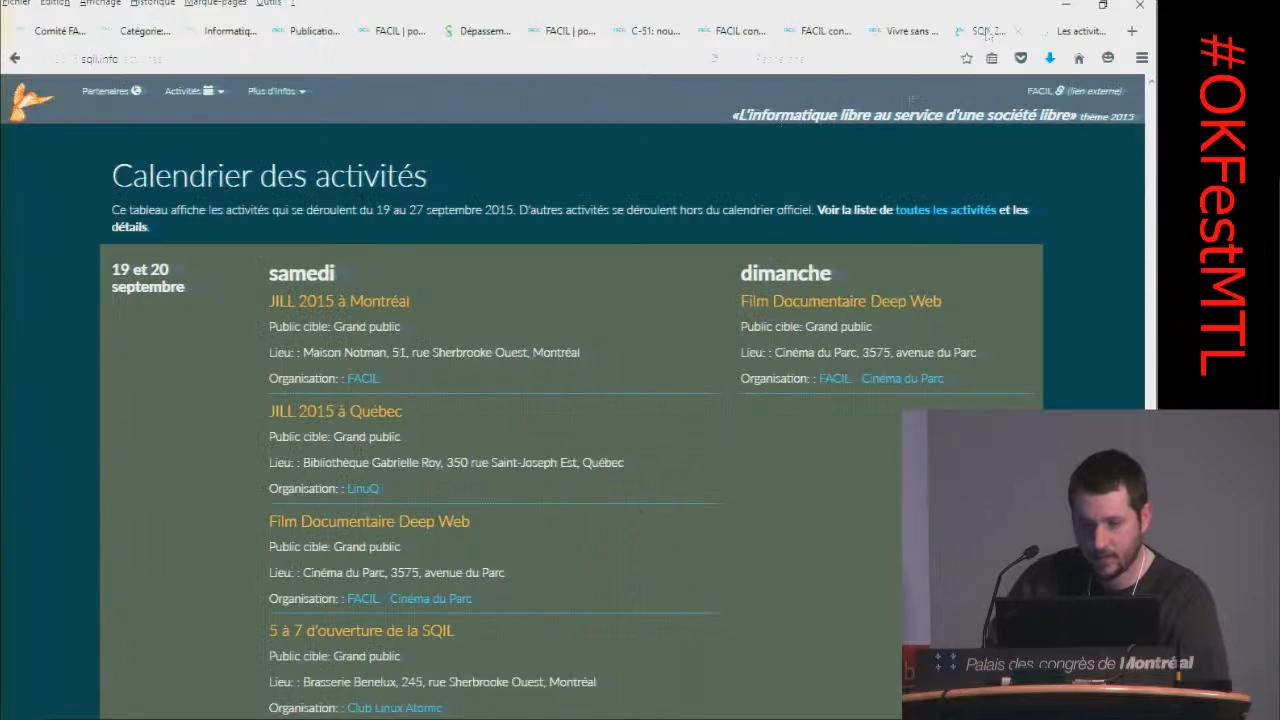 Fichier Edition Affichage Historique Marque-pages Outils ?
Comité FA... Catégorie:... Informatiq... Publicatio... FACIL | po... Dépassem... FACIL | po... C-51: nou... FACIL con... FACIL con... Vivre sans ... SQIL 2... Les activit...
sqil.info
Partenaires Activités Plus d'infos FACIL (lien externe)
«L'informatique libre au service d'une société libre» thème 2015
#OKFestMTL
Calendrier des activités
Ce tableau affiche les activités qui se déroulent du 19 au 27 septembre 2015. D'autres activités se déroulent hors du calendrier officiel. Voir la liste de toutes les activités et les
détails.
19 et 20
septembre
samedi
JILL 2015 à Montréal
Public cible: Grand public
Lieu: : Maison Notman, 51, rue Sherbrooke Ouest, Montréal
Organisation: : FACIL
JILL 2015 à Québec
Public cible: Grand public
Lieu: : Bibliothèque Gabrielle Roy, 350 rue Saint-Joseph Est, Québec
Organisation: : LinuQ
Film Documentaire Deep Web
Public cible: Grand public
Lieu: : Cinéma du Parc, 3575, avenue du Parc
Organisation: : FACIL Cinéma du Parc
5 à 7 d'ouverture de la SQIL
Public cible: Grand public
Lieu: : Brasserie Benelux, 245, rue Sherbrooke Ouest, Montréal
Organisation: : Club Linux Atomic
dimanche
Film Documentaire Deep Web
Public cible: Grand public
Lieu: : Cinéma du Parc, 3575, avenue du Parc
Organisation: : FACIL Cinéma du Parc
Palais des congrès de Montréal